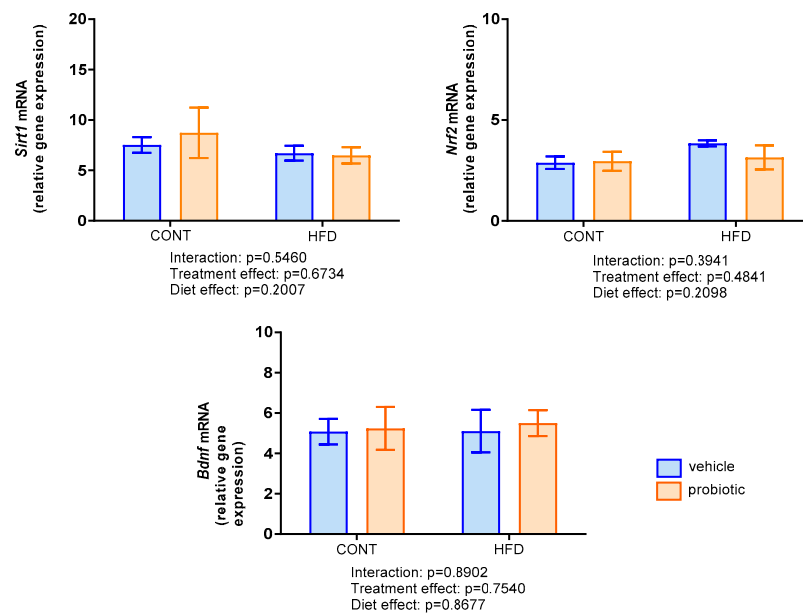 Sirt1 mRNA
(relative gene expression)
20
15
10
5
0
CONT
HFD
Interaction: p=0.5460
Treatment effect: p=0.6734
Diet effect: p=0.2007
Nrf2 mRNA
(relative gene expression)
10
5
0
CONT
HFD
Interaction: p=0.3941
Treatment effect: p=0.4841
Diet effect: p=0.2098
Bdnf mRNA
(relative gene
expression)
10
8
6
4
2
0
CONT
HFD
Interaction: p=0.8902
Treatment effect: p=0.7540
Diet effect: p=0.8677
vehicle
probiotic